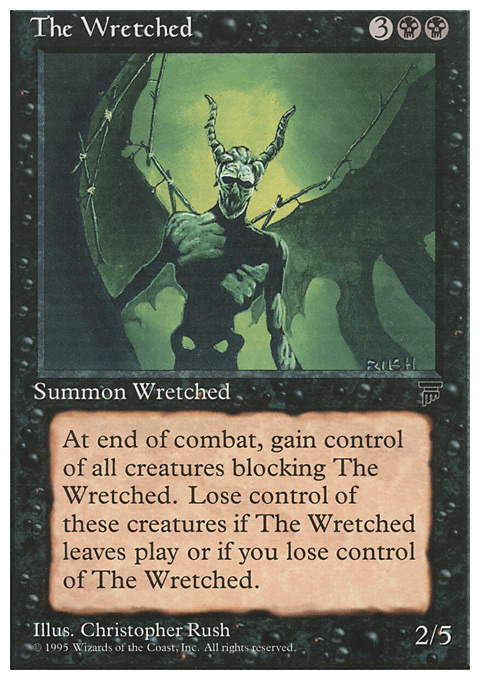 The Wretched 3
RUSH
Summon Wretched
At end of combat, gain control
of all creatures blocking The
Wretched. Lose control of
these creatures if The Wretched
leaves play or if you lose control
of The Wretched.
Illus. Christopher Rush
© 1995 Wizards of the Coast, Inc. All rights reserved.
2/5